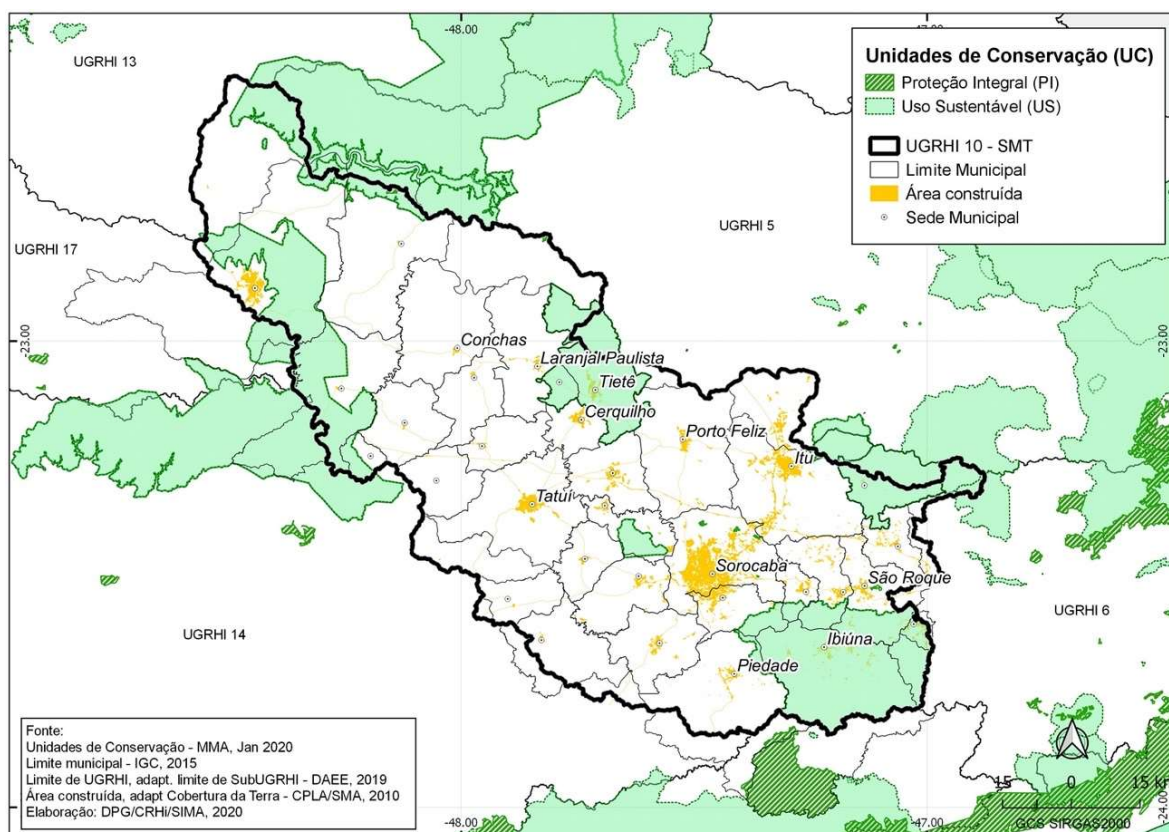 -48.00
-47.00
UGRHI 13
Unidades de Conservação (UC)
Proteção Integral (PI)
Uso Sustentável (US)
UGRHI 10 - SMT
Limite Municipal
Área construída
Sede Municipal
UGRHI 17
UGRHI 5
-23.00
-23.00
Conchas
Laranjal Paulista
Tietê
Cerquilho
Porto Feliz
Itú
Tatuí
Sorocaba
São Roque
UGRHI 14
UGRHI 6
Ibiúna
Piedade
Fonte:
Unidades de Conservação - MMA, Jan 2020
Limite municipal - IGC, 2015
Limite de UGRHI, adapt. limite de SubUGRHI - DAEE, 2019
Área construída, adapt Cobertura da Terra - CPLA/SMA, 2010
Elaboração: DPG/CRHi/SIMA, 2020
15 0 15 km
GCS SIRGAS2000
-48.00
-47.00
-24.00